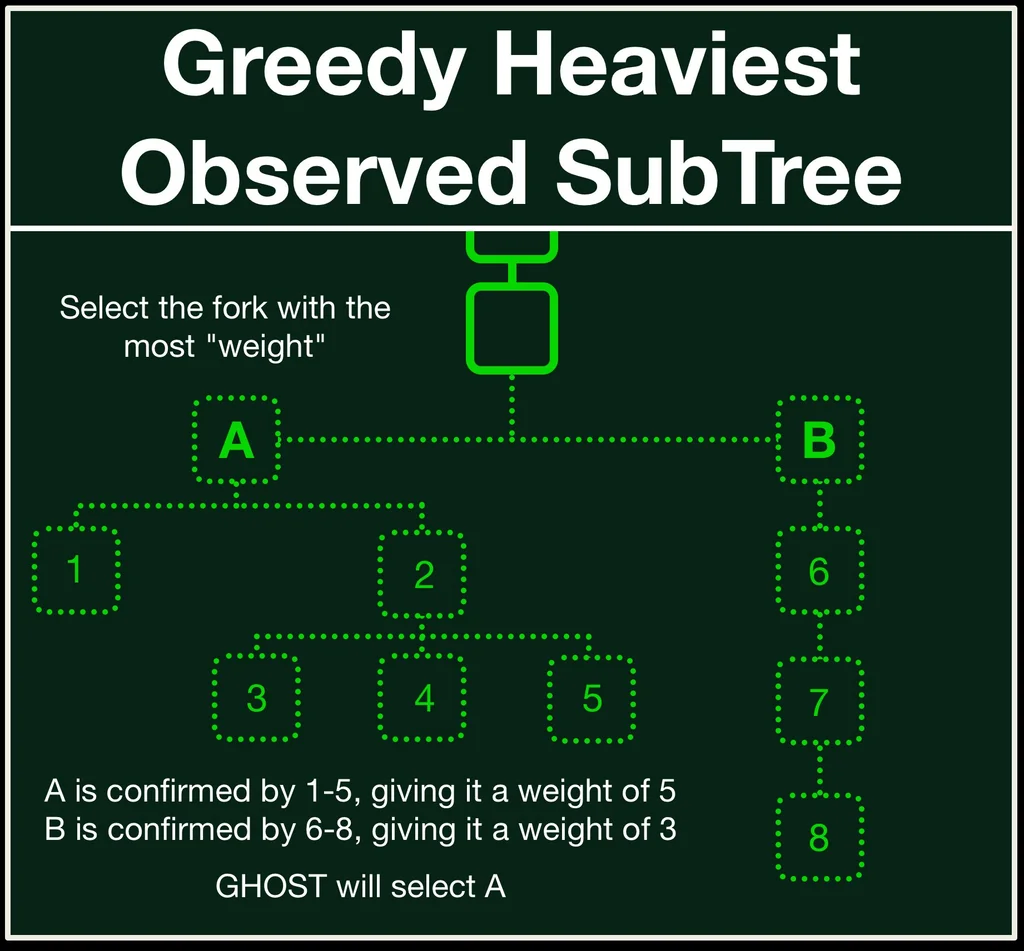 Greedy Heaviest
Observed SubTree
Select the fork with the
most "weight"
A
B
1
2
6
3
4
5
7
A is confirmed by 1-5, giving it a weight of 5
B is confirmed by 6-8, giving it a weight of 3
8
GHOST will select A